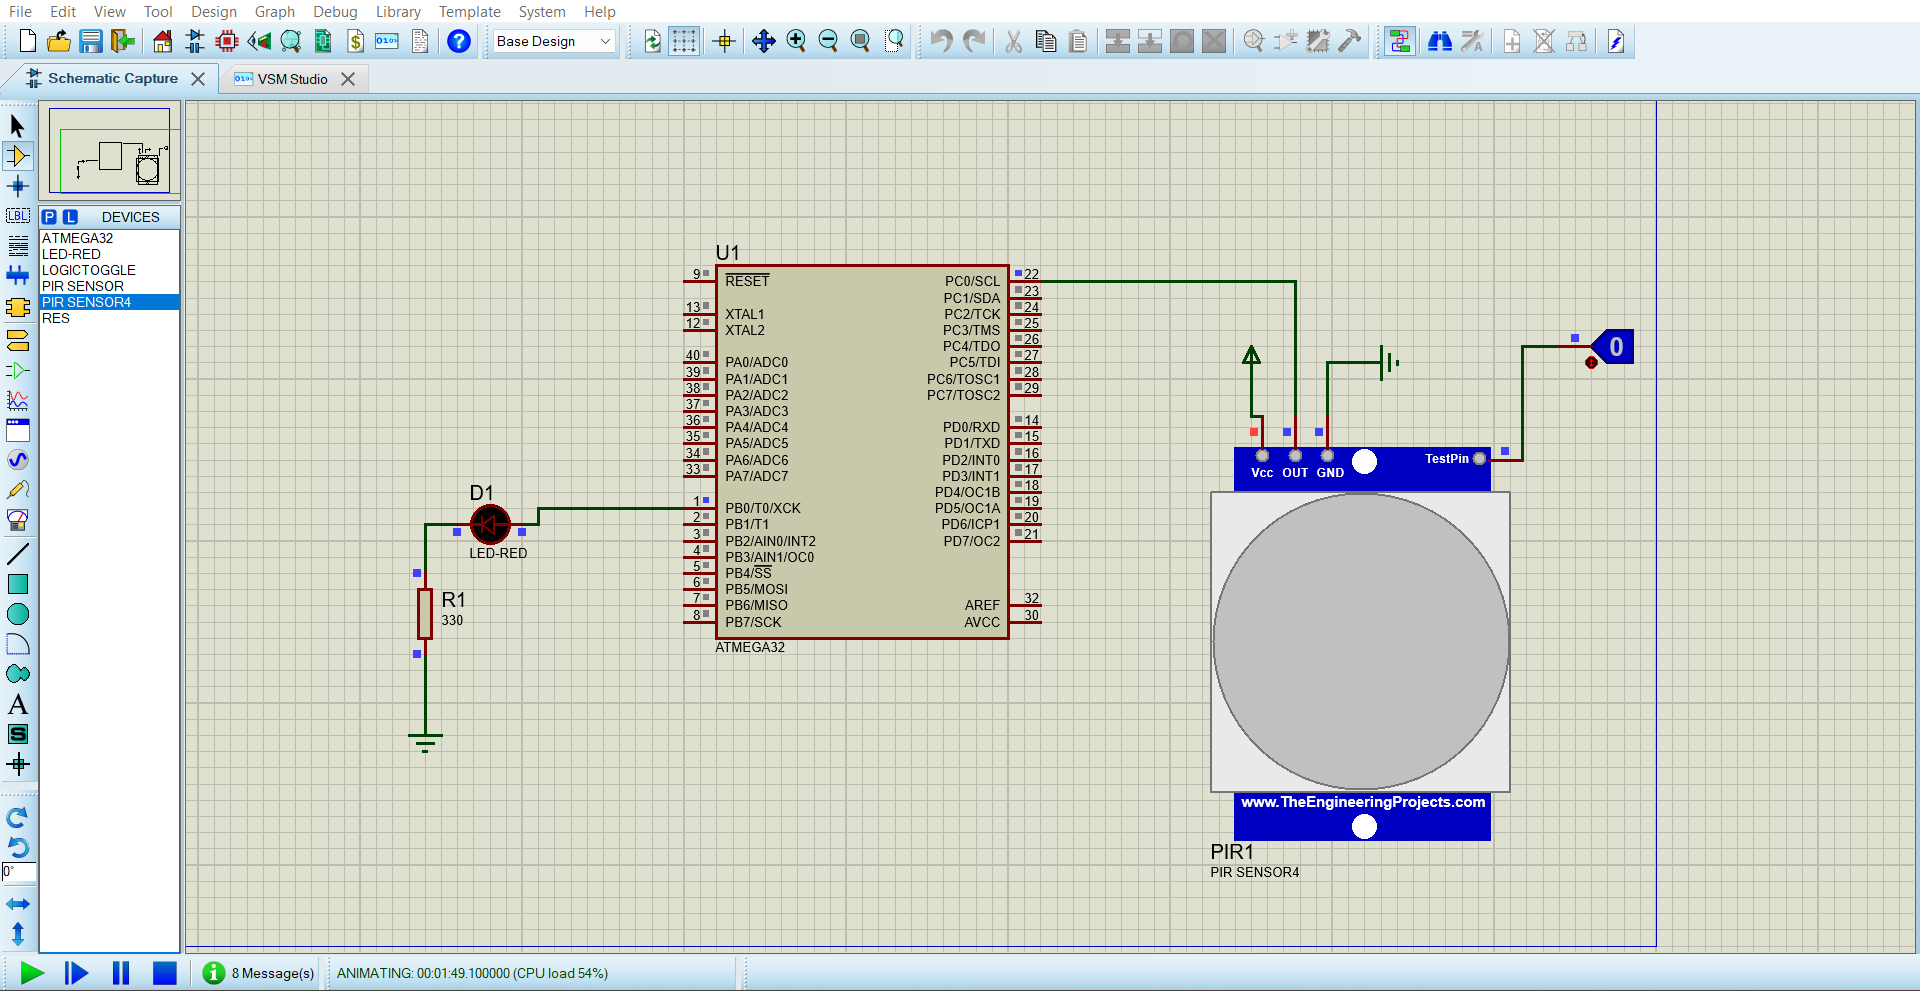 File Edit View Tool Design Graph Debug Library Template System Help
Base Design
Schematic Capture
VSM Studio
P L DEVICES
ATMEGA32
LED-RED
LOGICTOGGLE
PIR SENSOR
PIR SENSOR4
RES
LBL
A
S
0°
U1
9 RESET
13 XTAL1
12 XTAL2
40 PA0/ADC0
39 PA1/ADC1
38 PA2/ADC2
37 PA3/ADC3
36 PA4/ADC4
35 PA5/ADC5
34 PA6/ADC6
33 PA7/ADC7
1 PB0/T0/XCK
2 PB1/T1
3 PB2/AIN0/INT2
4 PB3/AIN1/OC0
5 PB4/SS
6 PB5/MOSI
7 PB6/MISO
8 PB7/SCK
PC0/SCL 22
PC1/SDA 23
PC2/TCK 24
PC3/TMS 25
PC4/TDO 26
PC5/TDI 27
PC6/TOSC1 28
PC7/TOSC2 29
PD0/RXD 14
PD1/TXD 15
PD2/INT0 16
PD3/INT1 17
PD4/OC1B 18
PD5/OC1A 19
PD6/ICP1 20
PD7/OC2 21
AREF 32
AVCC 30
ATMEGA32
D1
LED-RED
R1
330
0
Vcc OUT GND TestPin
www.TheEngineeringProjects.com
PIR1
PIR SENSOR4
8 Message(s)
ANIMATING: 00:01:49.100000 (CPU load 54%)